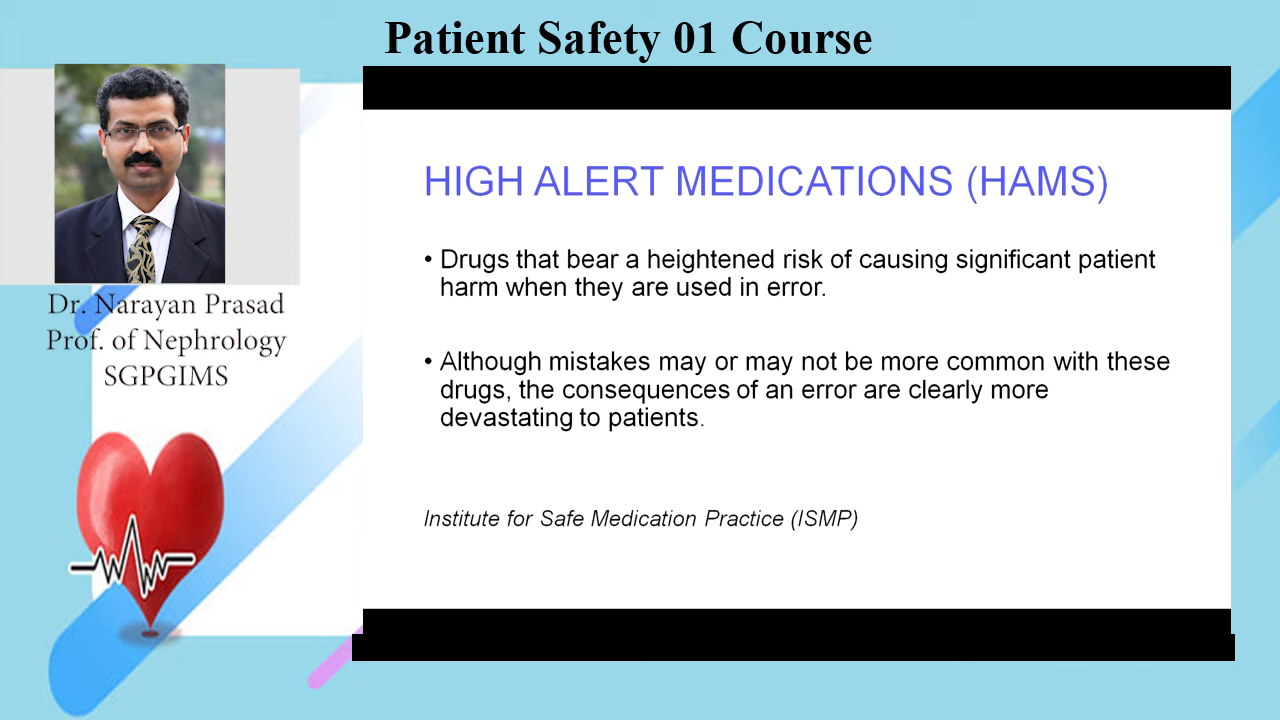 Patient Safety 01 Course
Dr. Narayan Prasad
Prof. of Nephrology
SGPGIMS
HIGH ALERT MEDICATIONS (HAMS)
• Drugs that bear a heightened risk of causing significant patient
harm when they are used in error.
• Although mistakes may or may not be more common with these
drugs, the consequences of an error are clearly more
devastating to patients.
Institute for Safe Medication Practice (ISMP)